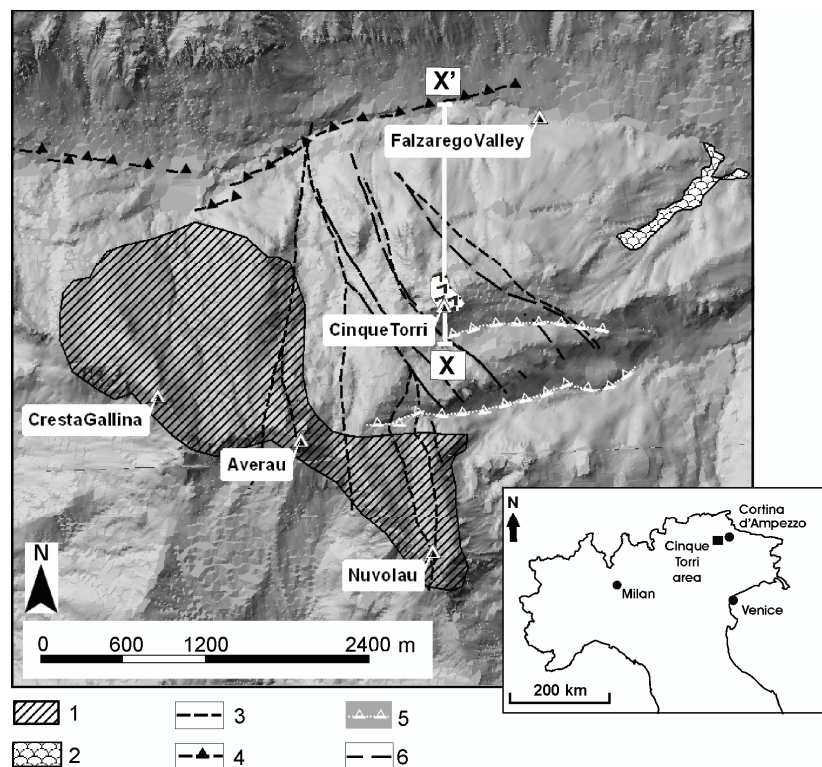 X'
FalzaregoValley
CinqueTorri
X
CrestaGallina
Averau
Nuvolau
N
0 600 1200 2400 m
N
Cortina
d'Ampezzo
Cinque
Torri
area
Milan
Venice
200 km
1 3 5
2 4 6